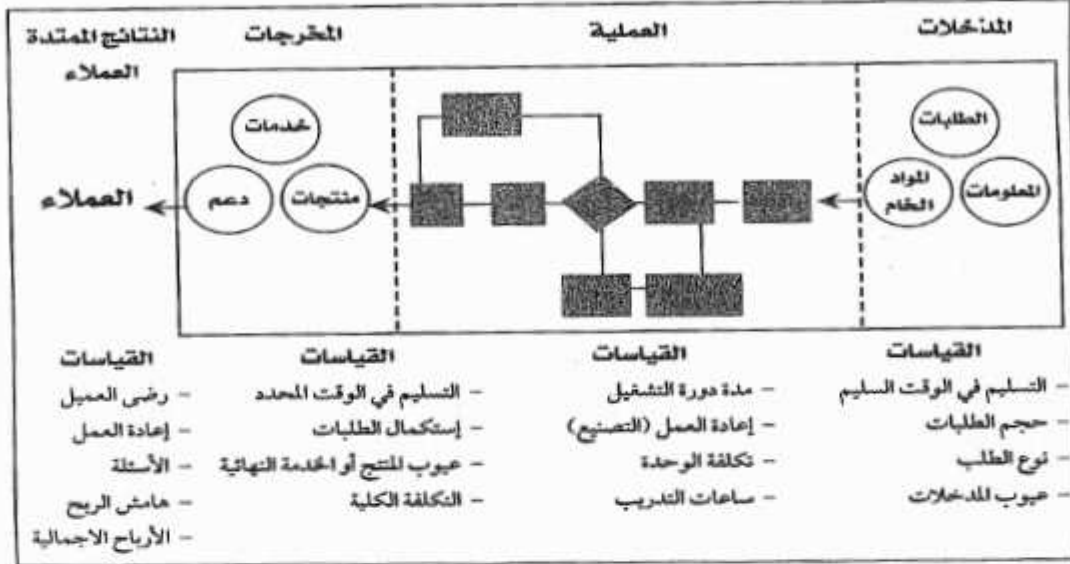 المدخلات
العملية
المخرجات
النتائج الممتدة
العملاء
الطلبات
المعلومات
المواد
الخام
خدمات
منتجات
دعم
العملاء
القياسات
– التسليم في الوقت السليم
– حجم الطلبات
– نوع الطلب
– عيوب المدخلات
القياسات
– مدة دورة التشغيل
– إعادة العمل (التصنيع)
– تكلفة الوحدة
– ساعات التدريب
القياسات
– التسليم في الوقت المحدد
– إستكمال الطلبات
– عيوب المنتج أو الخدمة النهائية
– التكلفة الكلية
القياسات
– رضى العميل
– إعادة العمل
– الأسئلة
– هامش الربح
– الأرباح الاجمالية